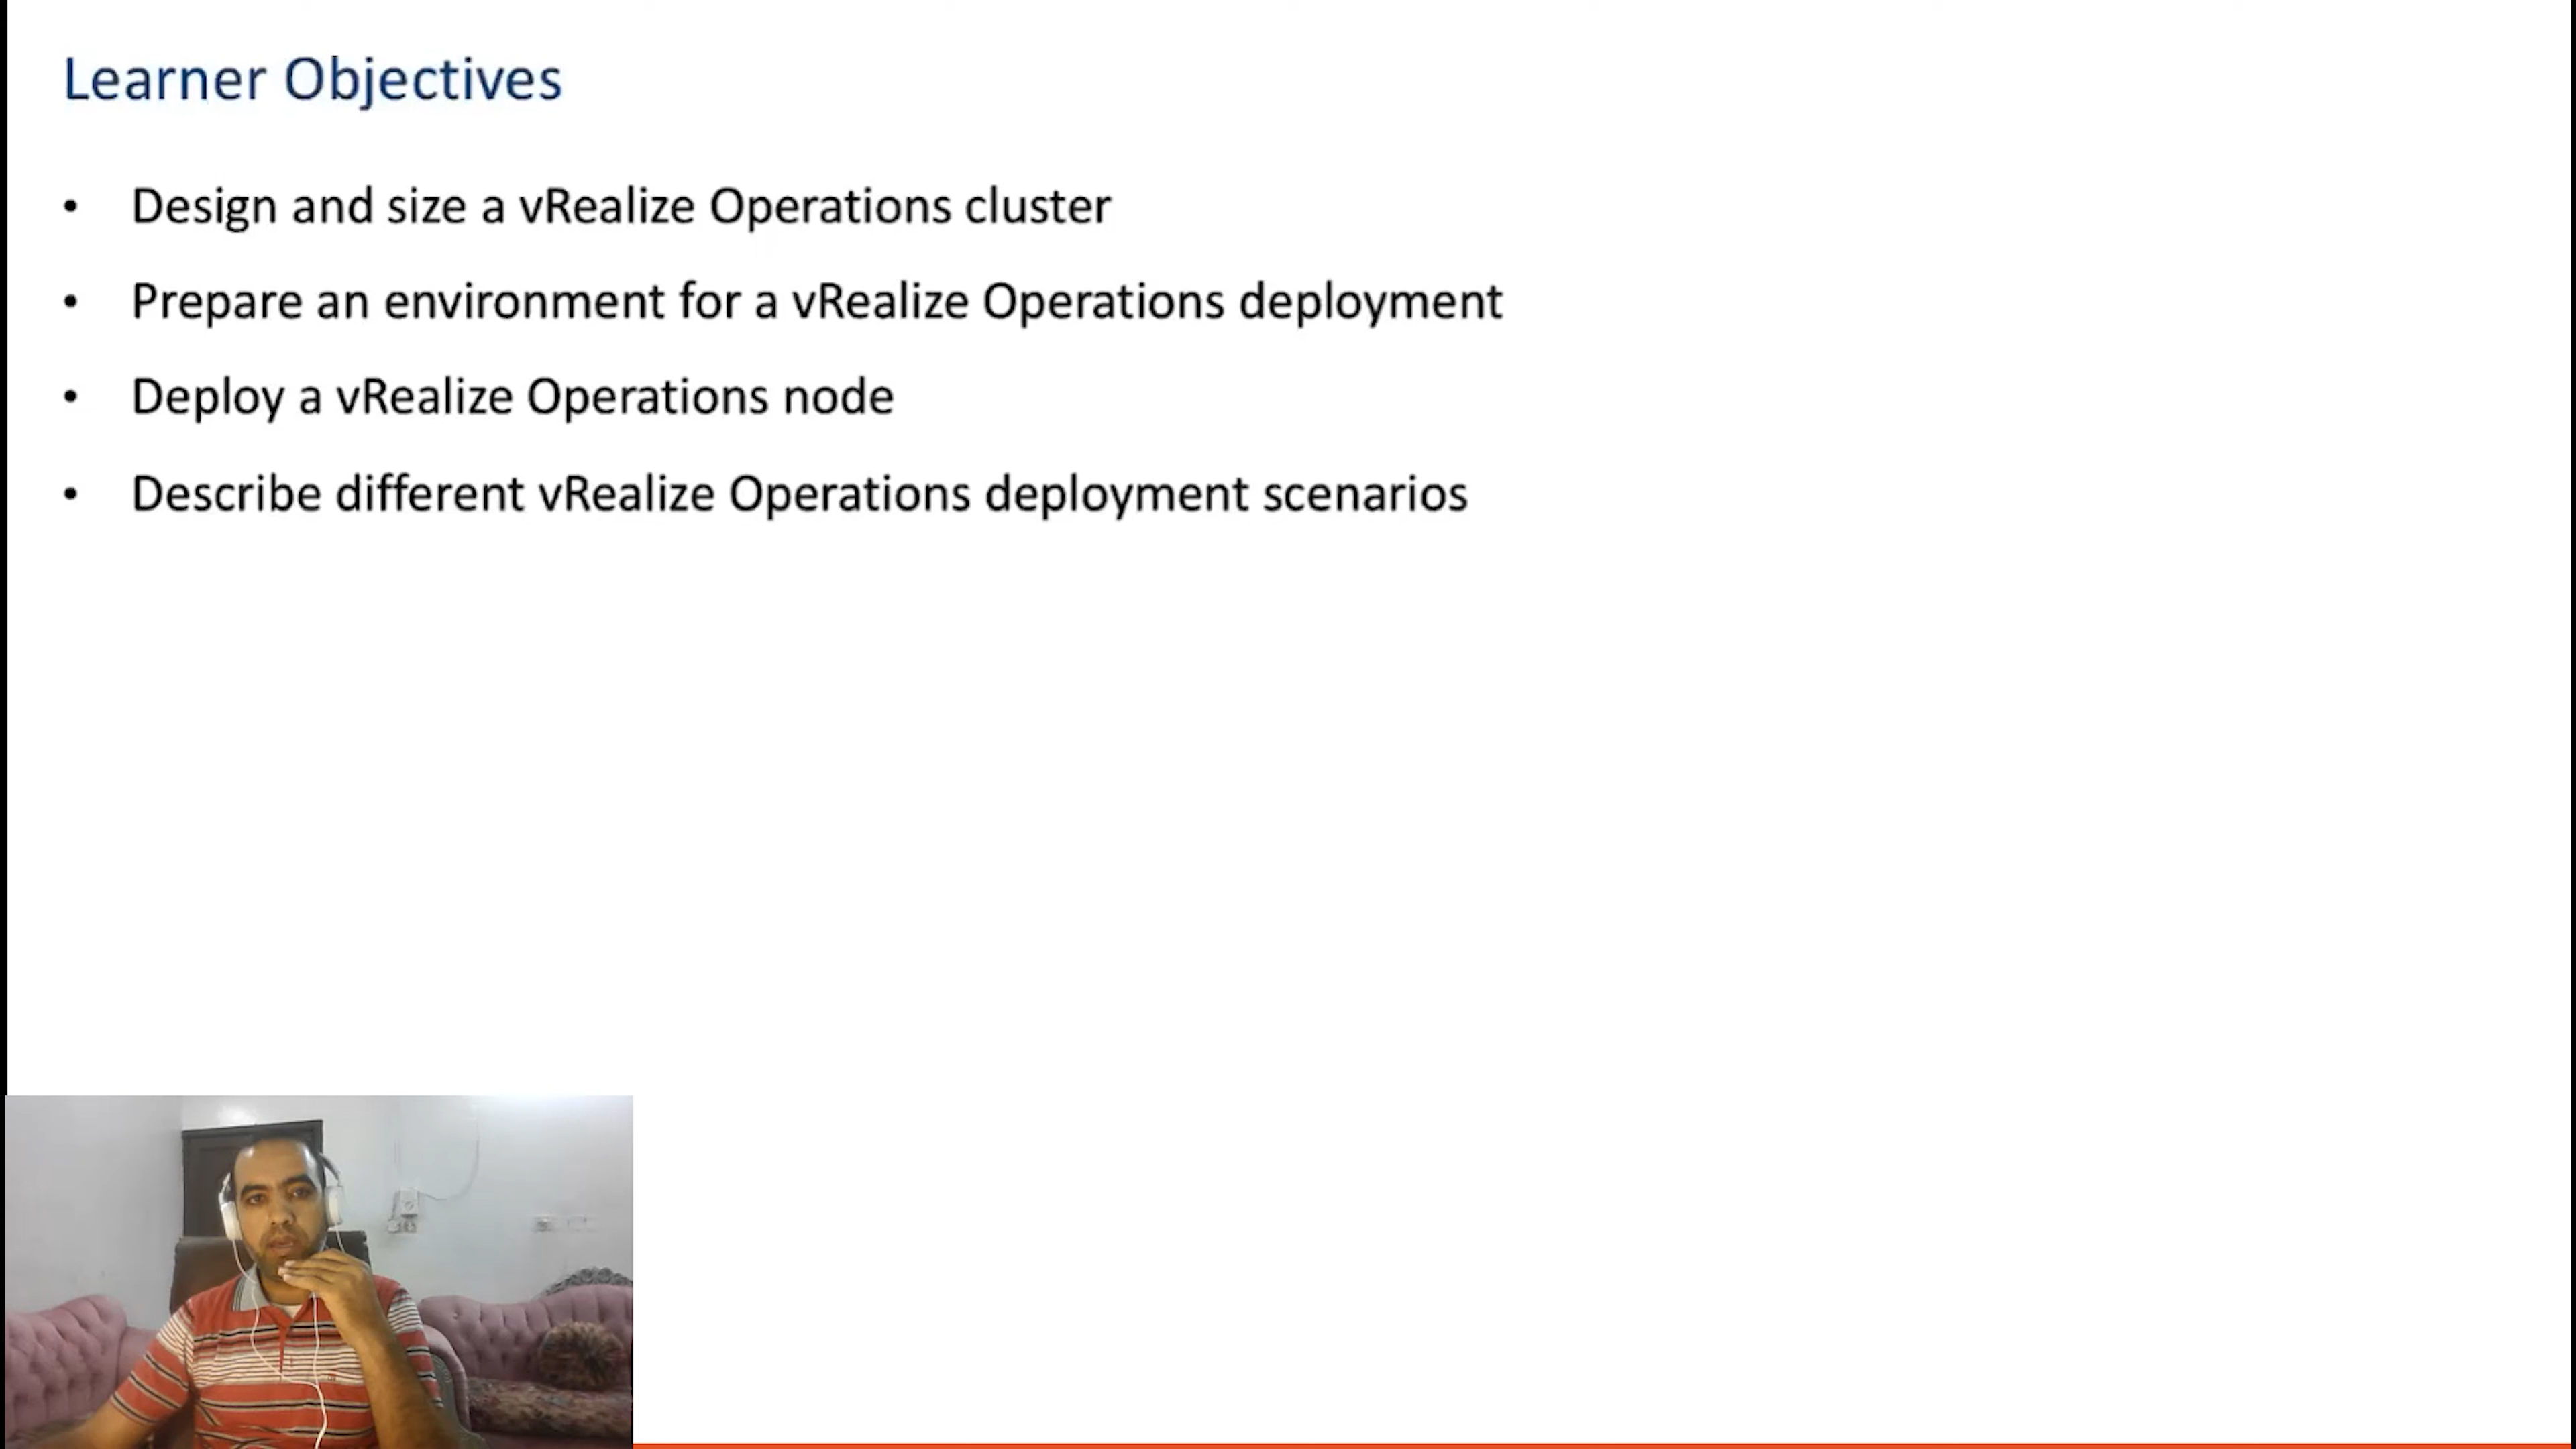 Learner Objectives
• Design and size a vRealize Operations cluster
• Prepare an environment for a vRealize Operations deployment
• Deploy a vRealize Operations node
• Describe different vRealize Operations deployment scenarios